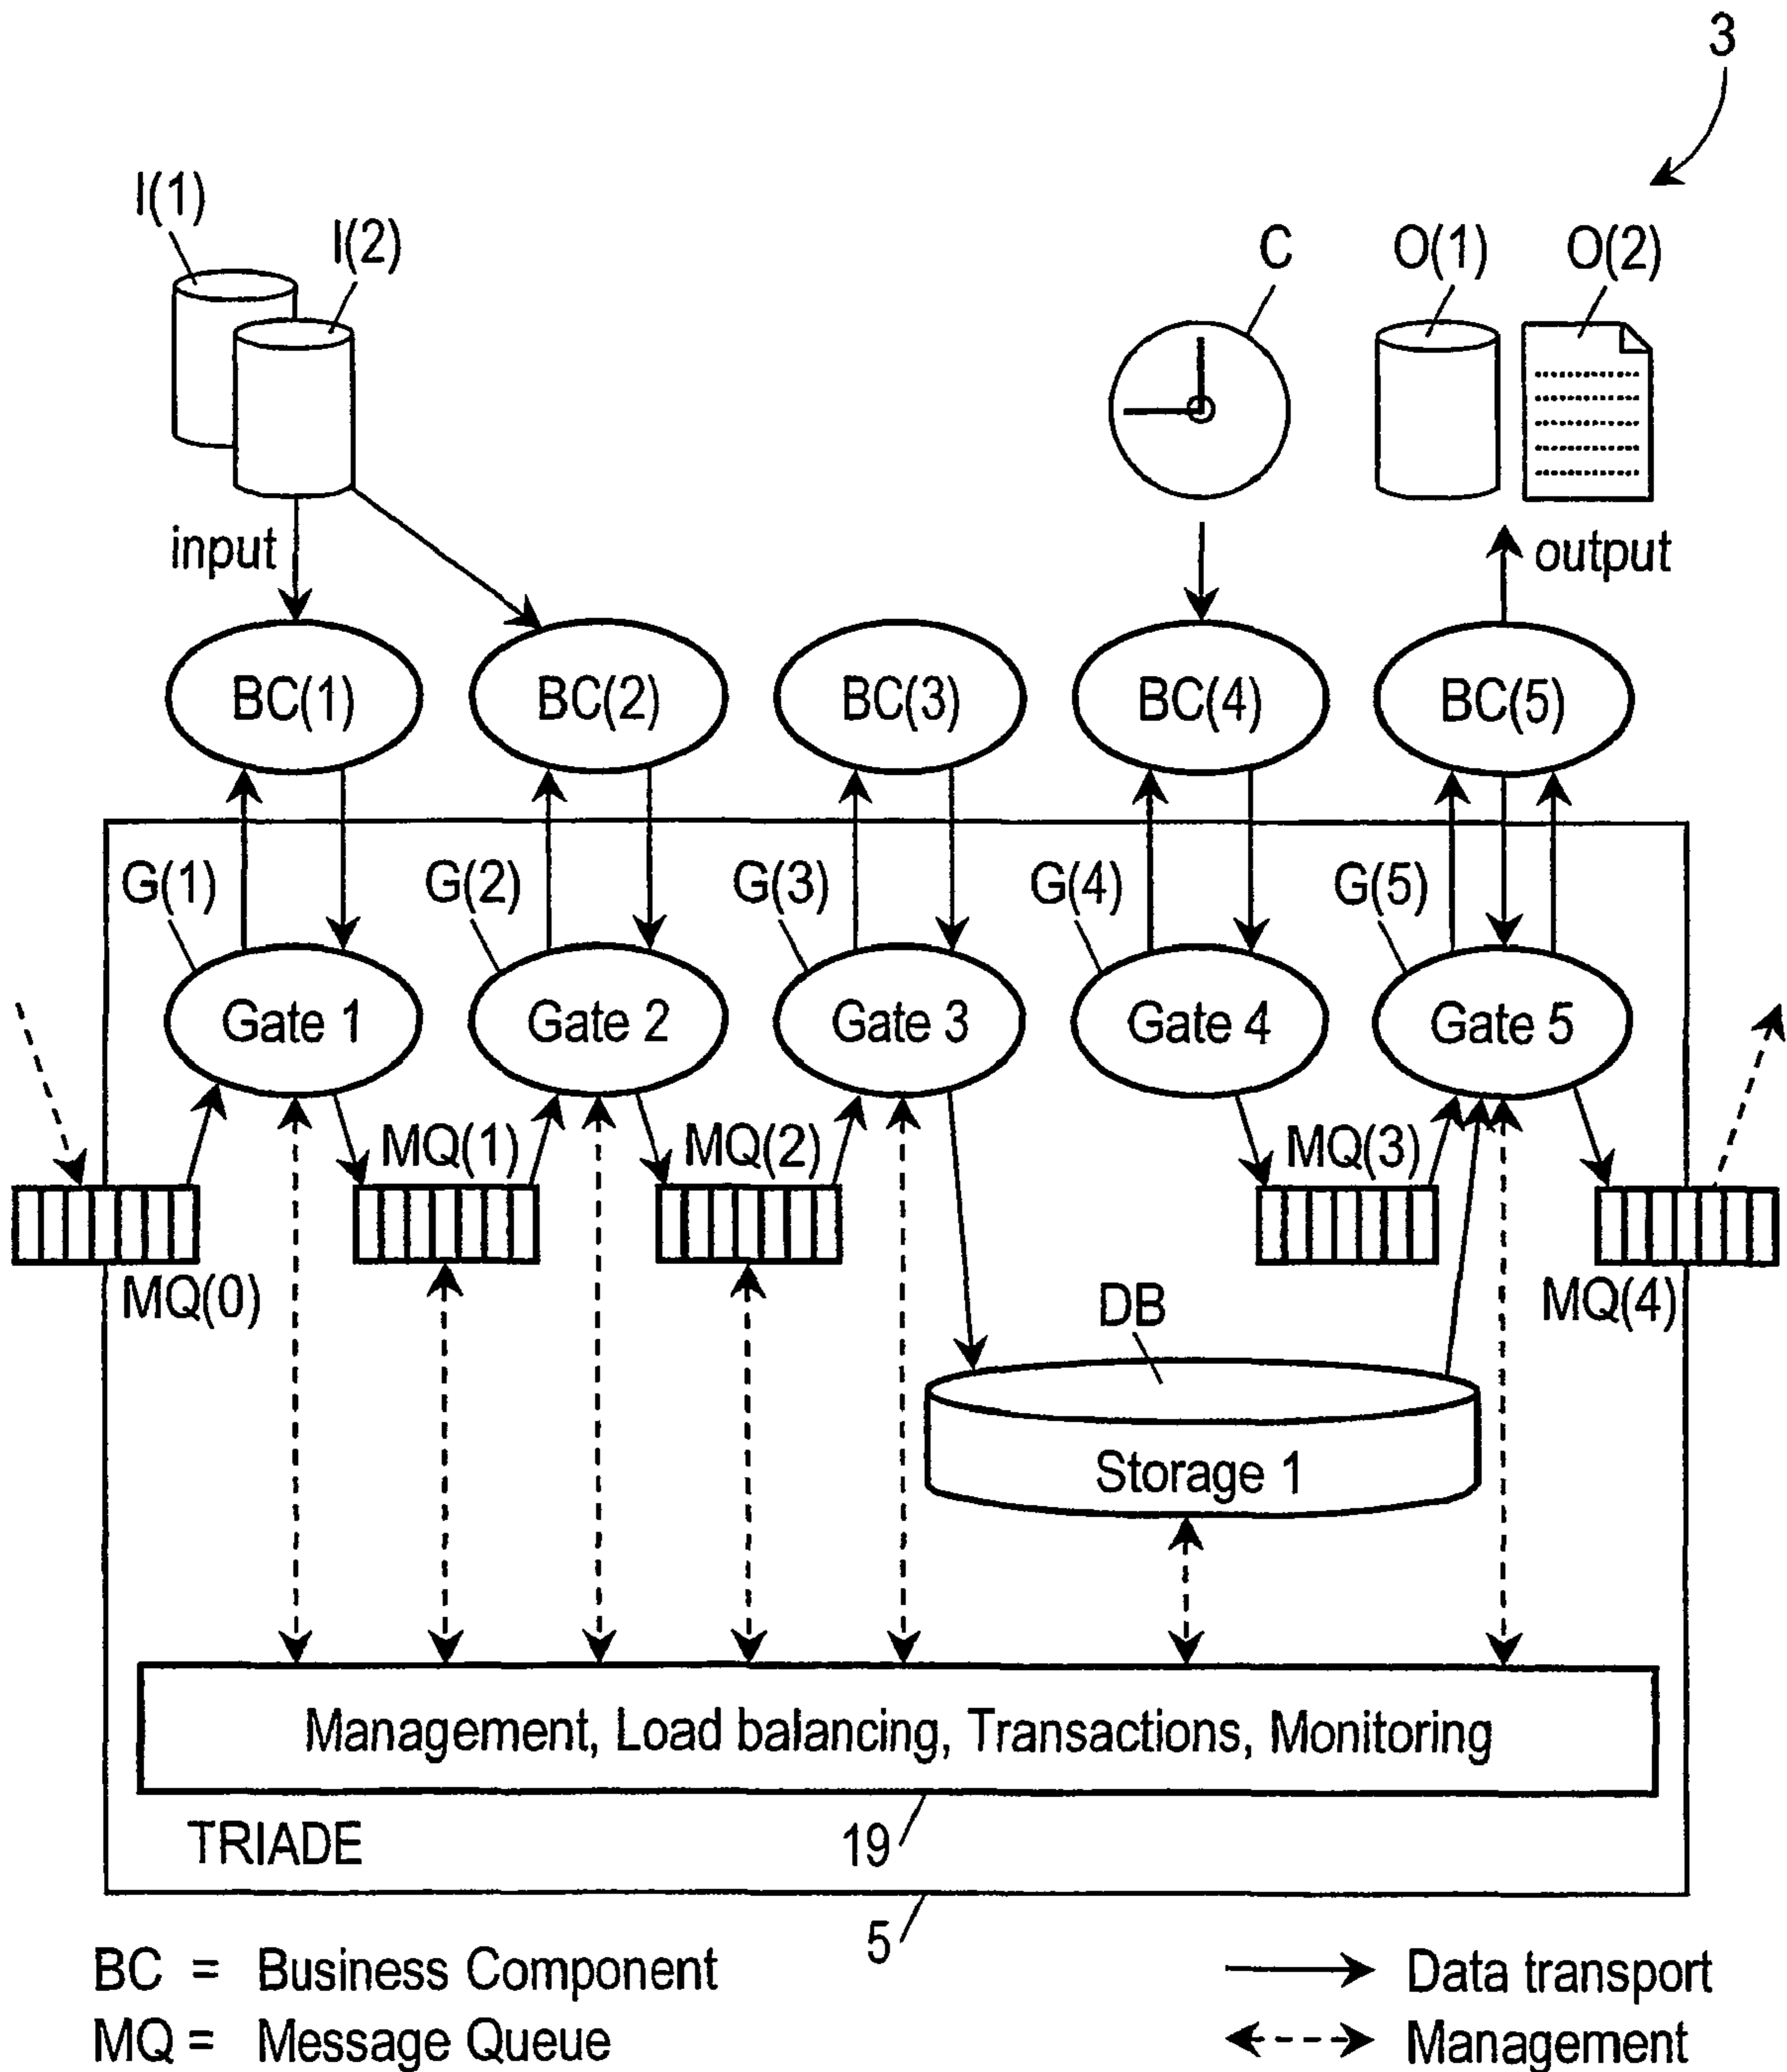 3
I(1)
I(2)
C
O(1)
O(2)
input
output
BC(1)
BC(2)
BC(3)
BC(4)
BC(5)
G(1)
G(2)
G(3)
G(4)
G(5)
Gate 1
Gate 2
Gate 3
Gate 4
Gate 5
MQ(1)
MQ(2)
MQ(3)
MQ(0)
MQ(4)
DB
Storage 1
Management, Load balancing, Transactions, Monitoring
TRIADE
19
5
BC = Business Component
Data transport
MQ = Message Queue
Management